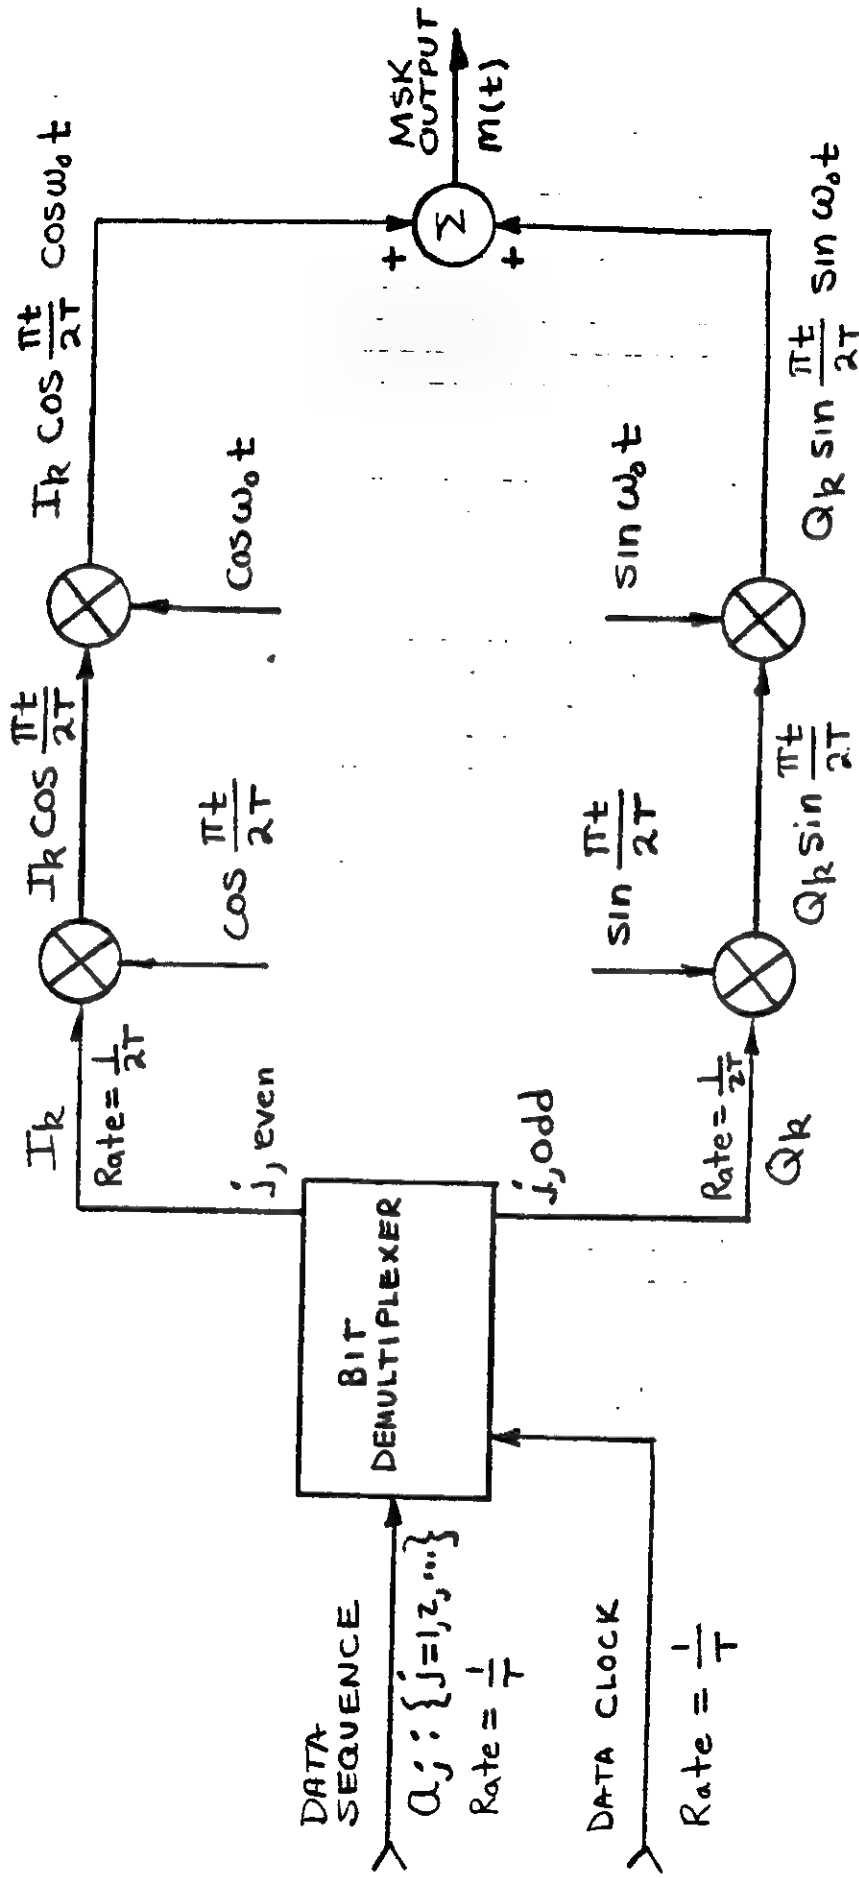 DATA
SEQUENCE
aⱼ : {j=1,2,...}
Rate = 1/T
DATA CLOCK
Rate = 1/T
BIT
DEMULTIPLEXER
j, even
j, odd
Iₖ
Rate = 1/2T
Rate = 1/2T
Qₖ
cos πt/2T
sin πt/2T
Iₖ cos πt/2T
Qₖ sin πt/2T
cos ω₀t
sin ω₀t
Iₖ cos πt/2T cos ω₀t
Qₖ sin πt/2T sin ω₀t
+
+
Σ
MSK
OUTPUT
m(t)